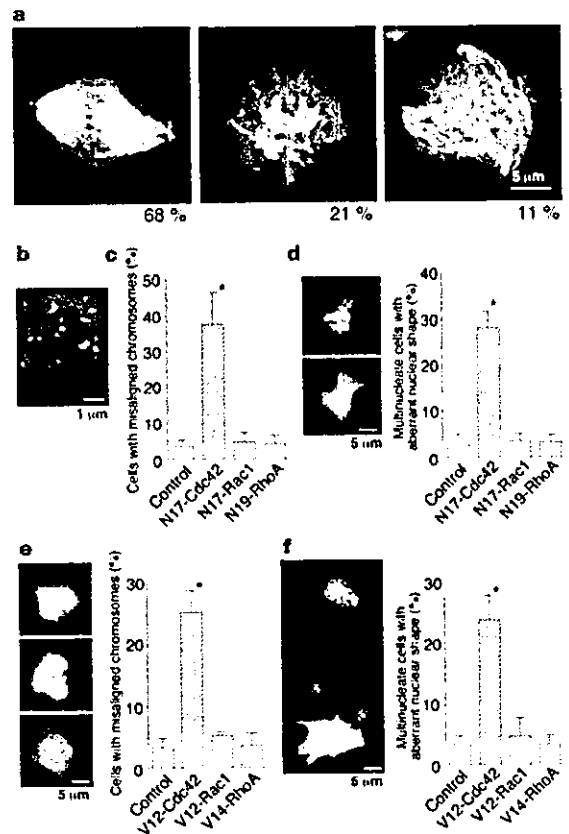 a
5 μm
68 %
21 %
11 %
b
1 μm
c
Cells with misaligned chromosomes (%)
50
40
30
20
10
0
*
Control
N17-Cdc42
N17-Rac1
N19-RhoA
d
5 μm
Multinucleate cells with
aberrant nuclear shape (%)
40
30
20
10
0
*
Control
N17-Cdc42
N17-Rac1
N19-RhoA
e
5 μm
Cells with misaligned chromosomes (%)
30
20
10
0
*
Control
V12-Cdc42
V12-Rac1
V14-RhoA
f
5 μm
Multinucleate cells with
aberrant nuclear shape (%)
30
20
10
0
*
Control
V12-Cdc42
V12-Rac1
V14-RhoA